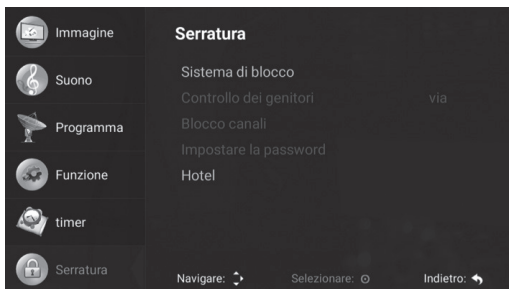 Immagine
Suono
Programma
Funzione
timer
Serratura
Serratura
Sistema di blocco
Controllo dei genitori via
Blocco canali
Impostare la password
Hotel
Navigare: Selezionare: Indietro: